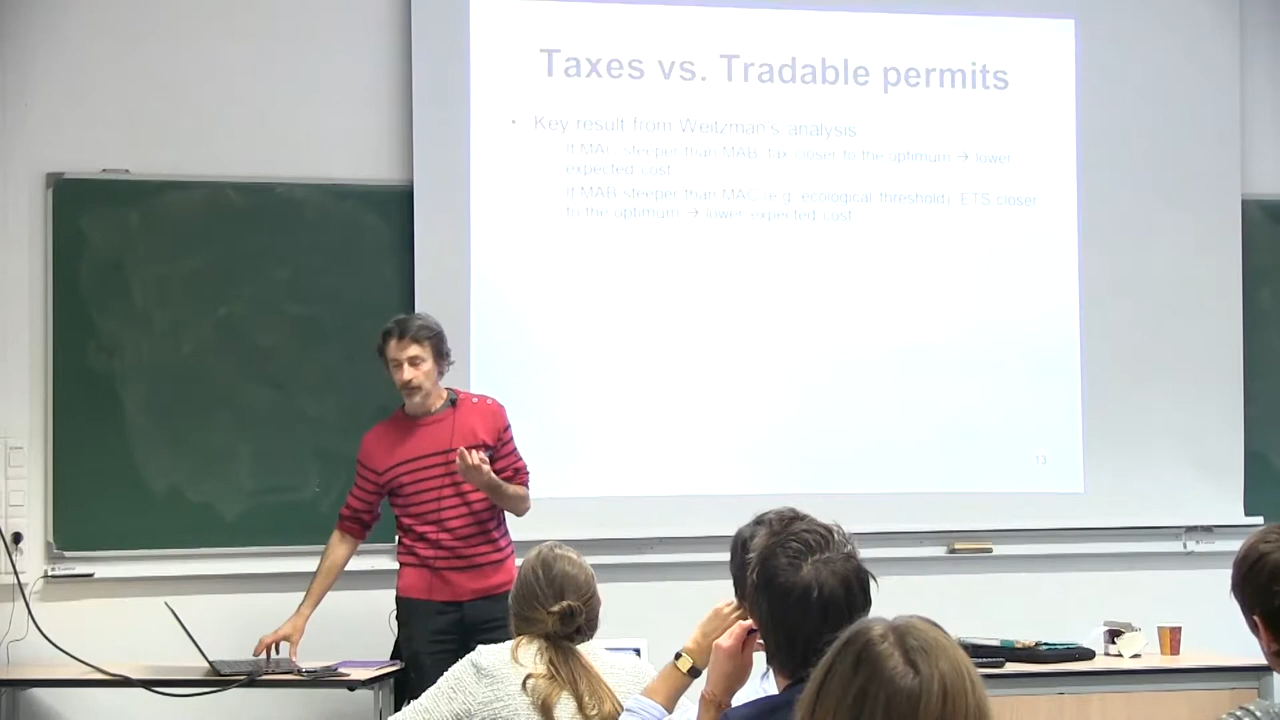 Taxes vs. Tradable permits
• Key result from Weitzman's analysis
If MAC steeper than MAB, tax closer to the optimum → lower
expected cost
If MAB steeper than MAC (e.g. ecological threshold), ETS closer
to the optimum → lower expected cost
13